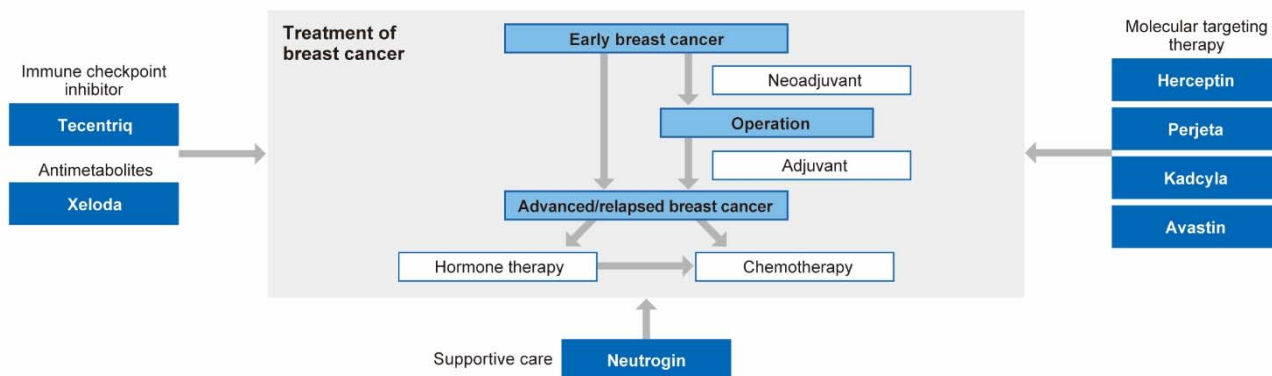 Treatment of
breast cancer
Early breast cancer
Neoadjuvant
Operation
Adjuvant
Advanced/relapsed breast cancer
Hormone therapy
Chemotherapy
Immune checkpoint
inhibitor
Tecentriq
Antimetabolites
Xeloda
Molecular targeting
therapy
Herceptin
Perjeta
Kadcyla
Avastin
Supportive care
Neutrogin